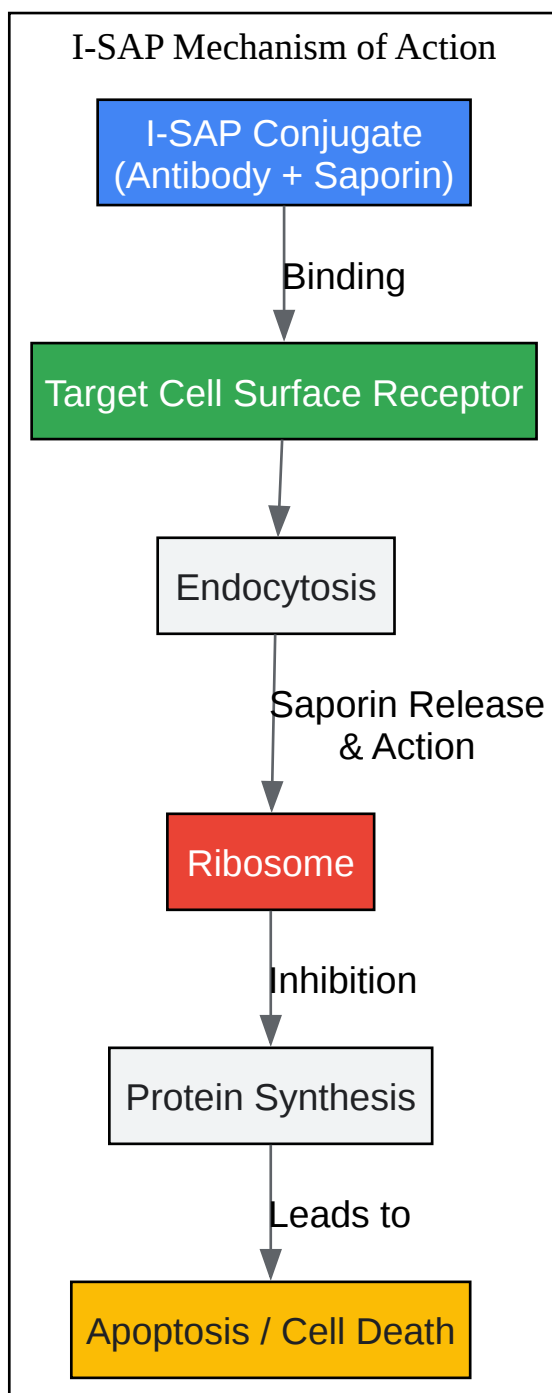 I-SAP Mechanism of Action
I-SAP Conjugate
(Antibody + Saporin)
Binding
Target Cell Surface Receptor
Endocytosis
Saporin Release
& Action
Ribosome
Inhibition
Protein Synthesis
Leads to
Apoptosis / Cell Death